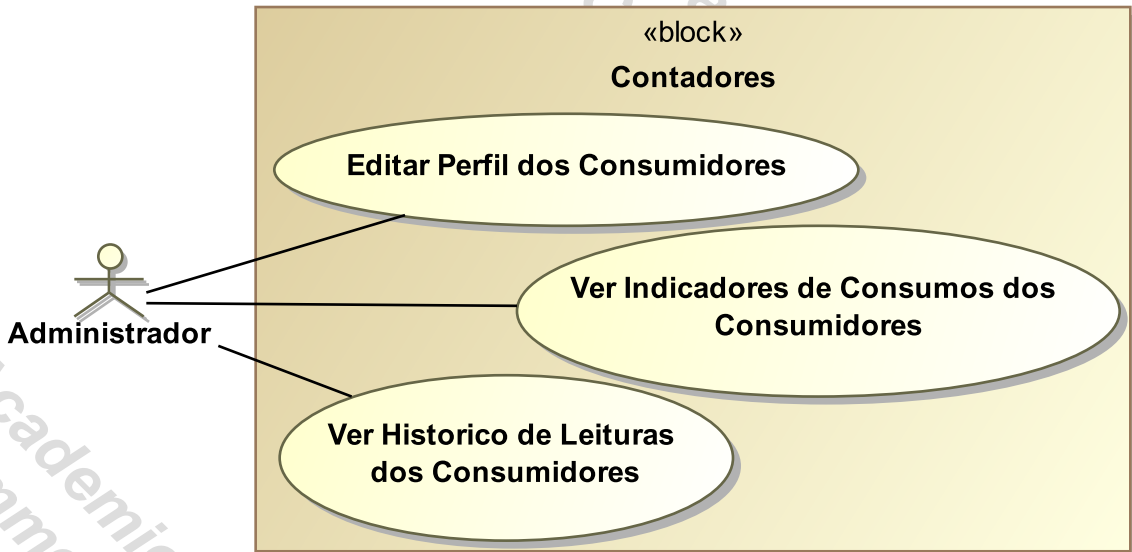 «block»
Contadores
Editar Perfil dos Consumidores
Ver Indicadores de Consumos dos
Consumidores
Administrador
Ver Historico de Leituras
dos Consumidores